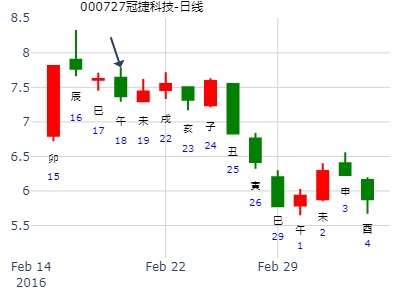 000727冠捷科技-日线
8.5
8
7.5
7
6.5
6
5.5
卯
15
辰
16
巳
17
午
18
未
19
戌
22
亥
23
子
24
丑
25
寅
26
巳
29
午
1
未
2
申
3
酉
4
Feb 14
2016
Feb 22
Feb 29